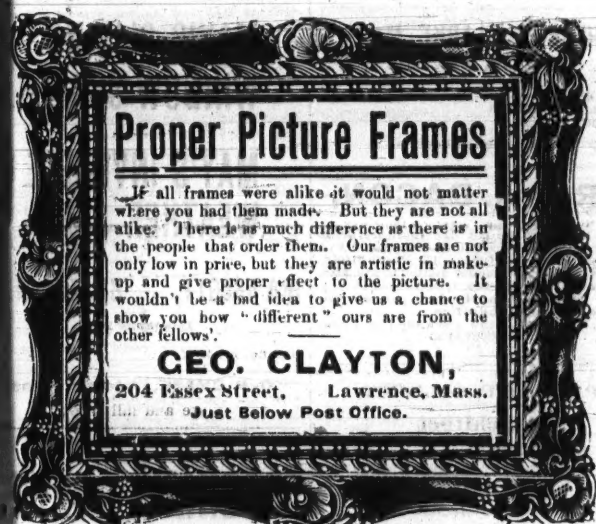 Proper Picture Frames
If all frames were alike it would not matter
where you had them made. But they are not all
alike. There is as much difference as there is in
the people that order them. Our frames are not
only low in price, but they are artistic in make-
up and give proper effect to the picture. It
wouldn't be a bad idea to give us a chance to
show you how "different" ours are from the
other fellows'.
GEO. CLAYTON,
204 Essex Street, Lawrence, Mass.
Just Below Post Office.